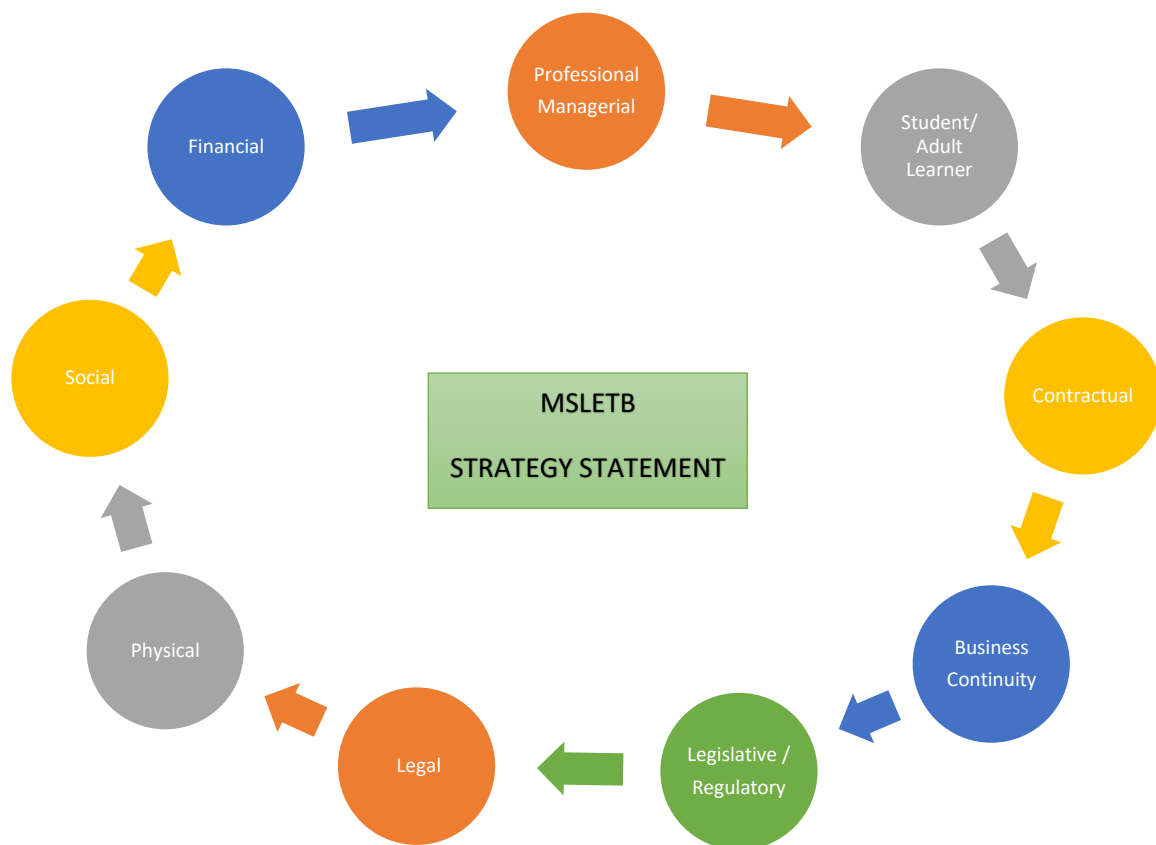 Professional
Managerial
Student/
Adult
Learner
Contractual
Business
Continuity
Legislative /
Regulatory
Legal
Physical
Social
Financial
MSLETB
STRATEGY STATEMENT